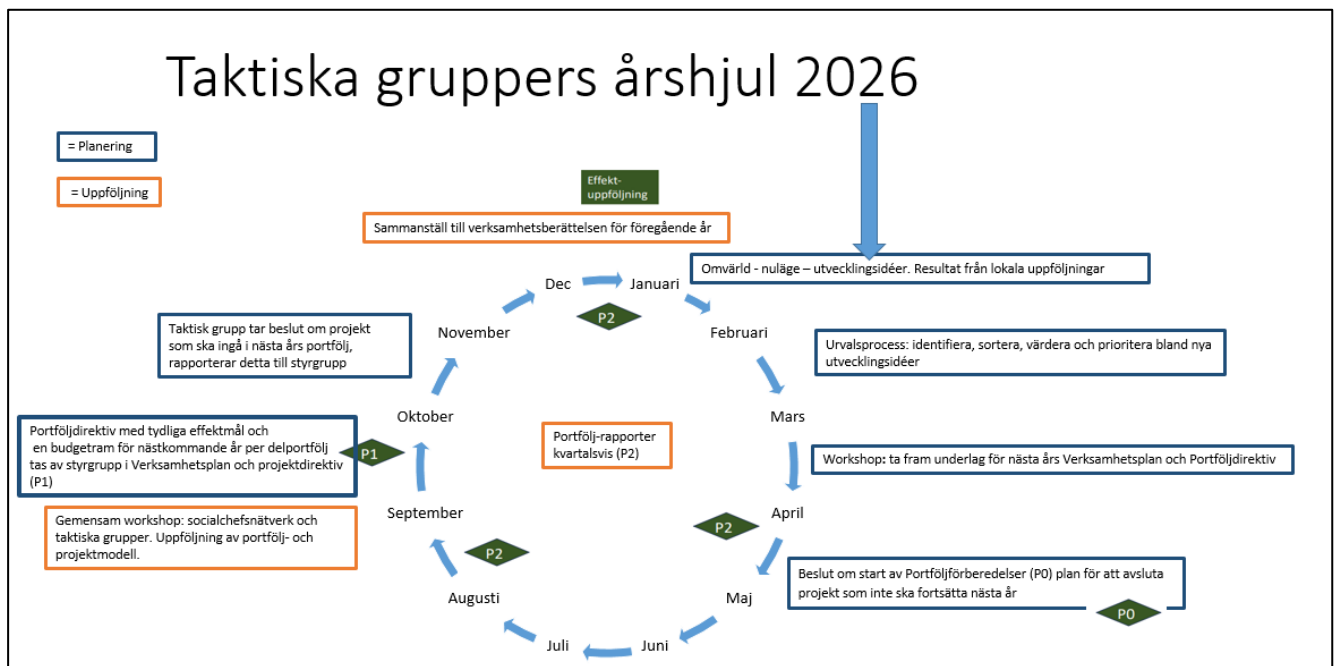 Taktiska gruppers årshjul 2026
= Planering
= Uppföljning
Effekt-
uppföljning
Sammanställ till verksamhetsberättelsen för föregående år
Omvärld - nuläge – utvecklingsidéer. Resultat från lokala uppföljningar
Dec
Januari
P2
November
Februari
Taktisk grupp tar beslut om projekt
som ska ingå i nästa års portfölj,
rapporterar detta till styrgrupp
Urvalsprocess: identifiera, sortera, värdera och prioritera bland nya
utvecklingsidéer
Oktober
Mars
Portföljdirektiv med tydliga effektmål och
en budgetram för nästkommande år per delportfölj
tas av styrgrupp i Verksamhetsplan och projektdirektiv
(P1)
P1
Portfölj-rapporter
kvartalsvis (P2)
Workshop: ta fram underlag för nästa års Verksamhetsplan och Portföljdirektiv
September
April
Gemensam workshop: socialchefsnätverk och
taktiska grupper. Uppföljning av portfölj- och
projektmodell.
P2
P2
Beslut om start av Portföljförberedelser (P0) plan för att avsluta
projekt som inte ska fortsätta nästa år
P0
Augusti
Maj
Juli
Juni